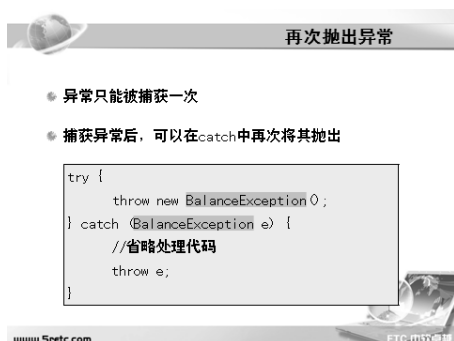 再次抛出异常
异常只能被捕获一次
捕获异常后，可以在catch中再次将其抛出
try {
throw new BalanceException();
} catch (BalanceException e) {
//省略处理代码
throw e;
}
www.5retc.com